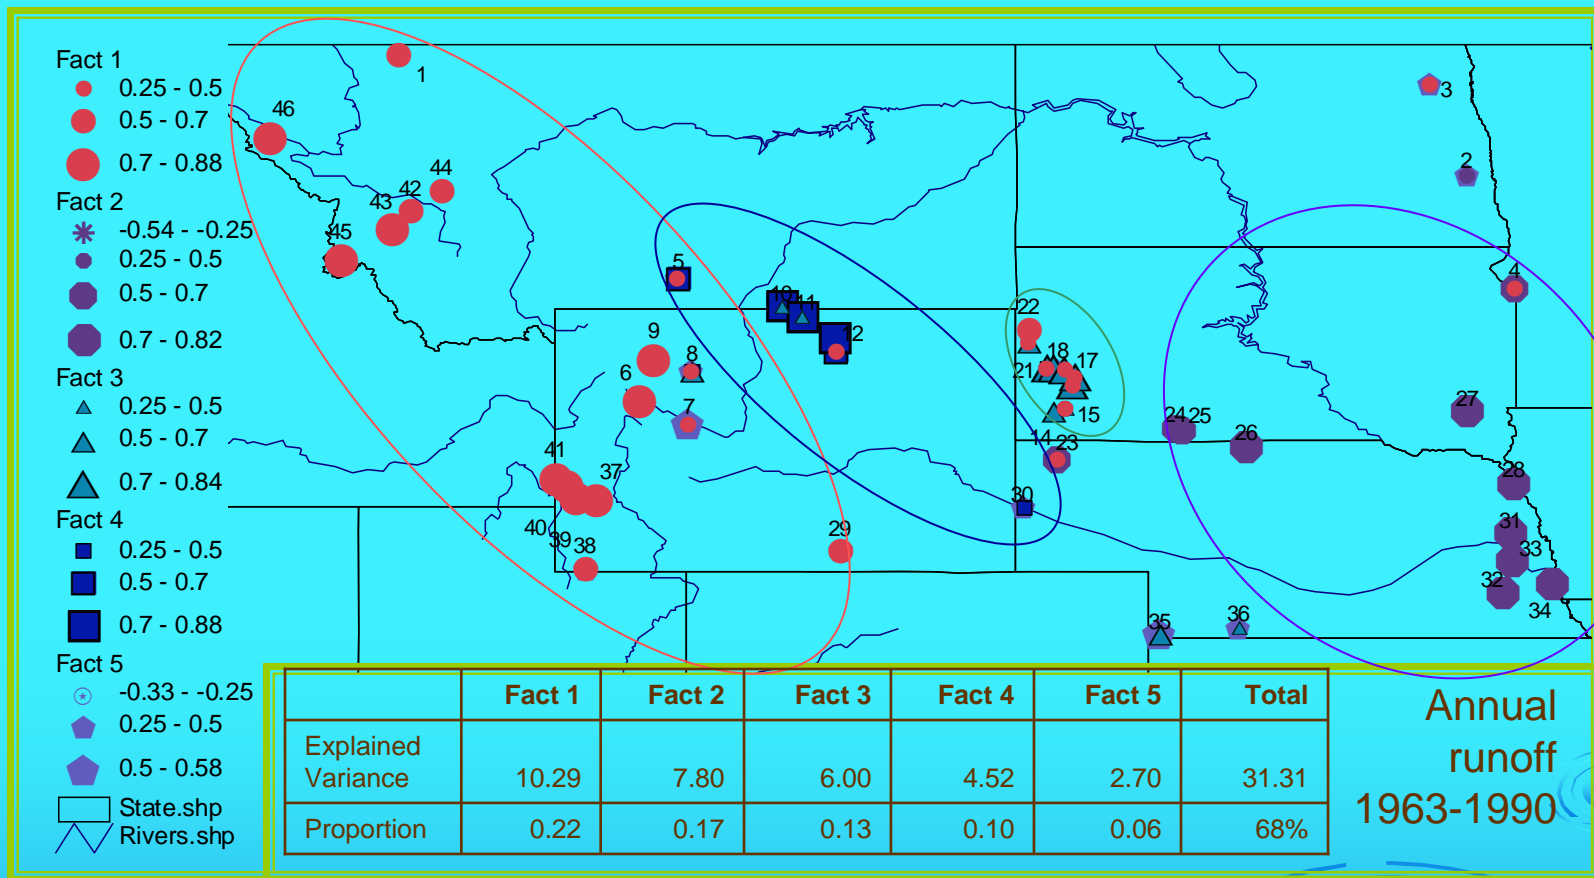 Fact 1
0.25 - 0.5
0.5 - 0.7
0.7 - 0.88
Fact 2
-0.54 - -0.25
0.25 - 0.5
0.5 - 0.7
0.7 - 0.82
Fact 3
0.25 - 0.5
0.5 - 0.7
0.7 - 0.84
Fact 4
0.25 - 0.5
0.5 - 0.7
0.7 - 0.88
Fact 5
-0.33 - -0.25
0.25 - 0.5
0.5 - 0.58
State.shp
Rivers.shp
1
46
44
42
43
45
3
2
4
5
10
11
12
9
8
6
7
22
18
17
21
15
14
23
24
25
26
27
28
30
31
33
32
34
41
37
40
39
38
29
35
36
Fact 1 Fact 2 Fact 3 Fact 4 Fact 5 Total
Explained
Variance 10.29 7.80 6.00 4.52 2.70 31.31
Proportion 0.22 0.17 0.13 0.10 0.06 68%
Annual
runoff
1963-1990